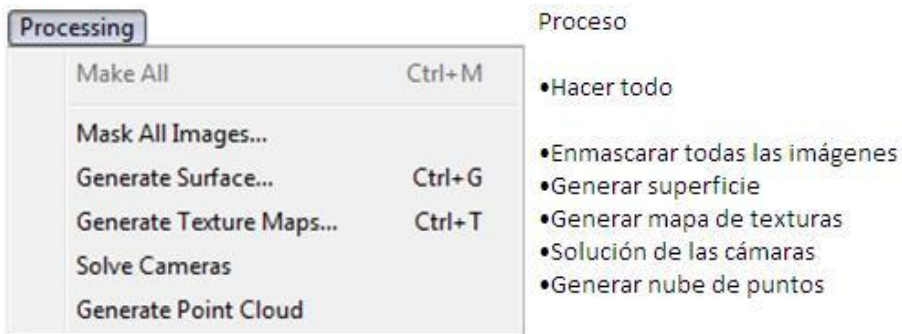 Processing
Make All Ctrl+M
Mask All Images...
Generate Surface... Ctrl+G
Generate Texture Maps... Ctrl+T
Solve Cameras
Generate Point Cloud
Proceso
•Hacer todo
•Enmascarar todas las imágenes
•Generar superficie
•Generar mapa de texturas
•Solución de las cámaras
•Generar nube de puntos